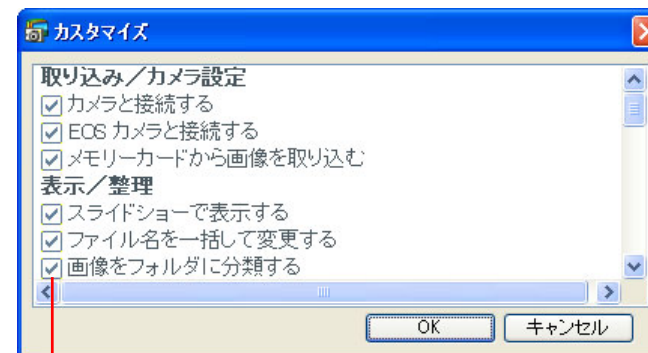 カスタマイズ
取り込み／カメラ設定
カメラと接続する
EOS カメラと接続する
メモリーカードから画像を取り込む
表示／整理
スライドショーで表示する
ファイル名を一括して変更する
画像をフォルダに分類する
OK キャンセル